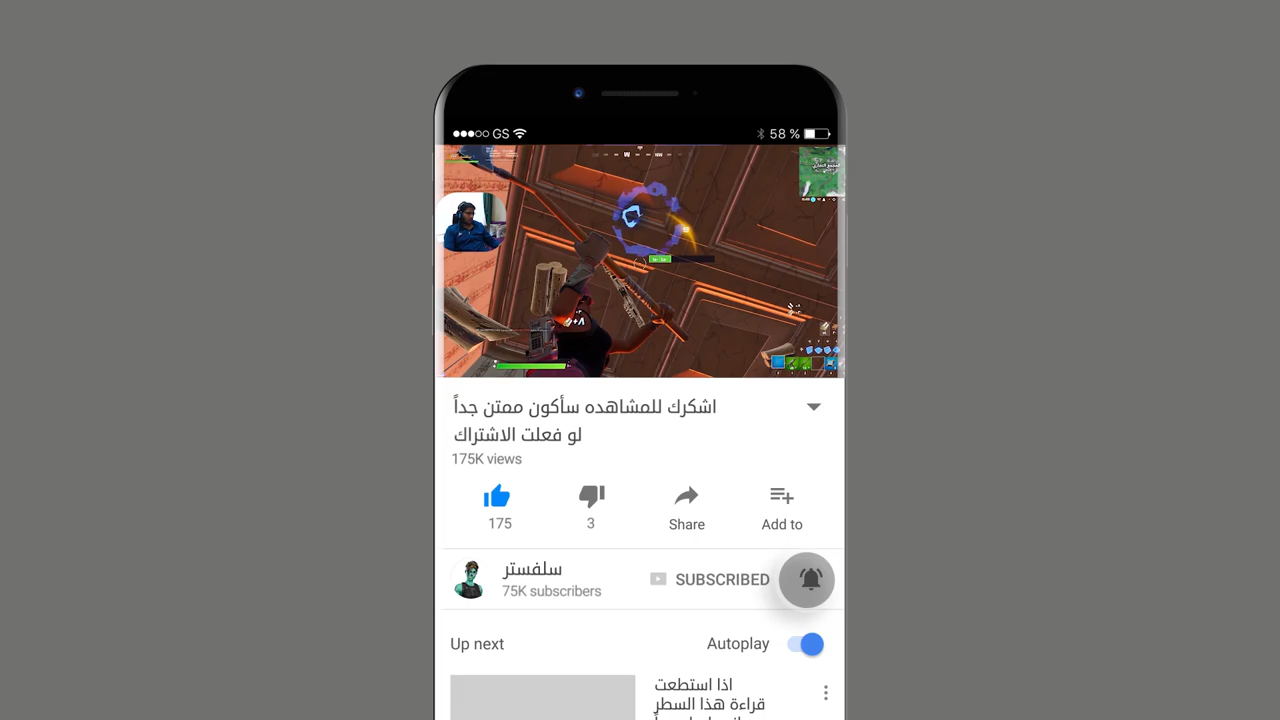 GS
58 %
W
اشكرك للمشاهده سأكون ممتن جداً
لو فعلت الاشتراك
175K views
175
3
Share
Add to
سلفستر
75K subscribers
SUBSCRIBED
Up next
Autoplay
اذا استطعت
قراءة هذا السطر